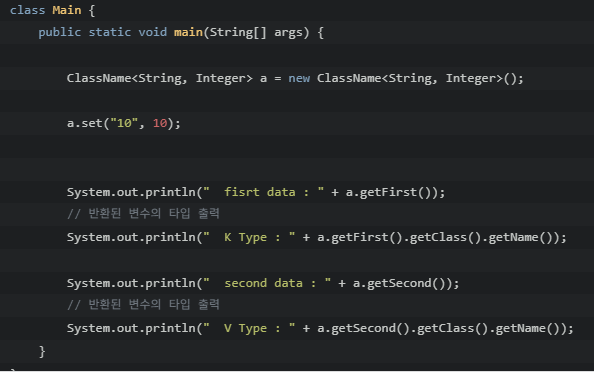 class Main {
public static void main(String[] args) {
ClassName<String, Integer> a = new ClassName<String, Integer>();
a.set("10", 10);
System.out.println("  fisrt data : " + a.getFirst());
// 반환된 변수의 타입 출력
System.out.println("  K Type : " + a.getFirst().getClass().getName());
System.out.println("  second data : " + a.getSecond());
// 반환된 변수의 타입 출력
System.out.println("  V Type : " + a.getSecond().getClass().getName());
}
}